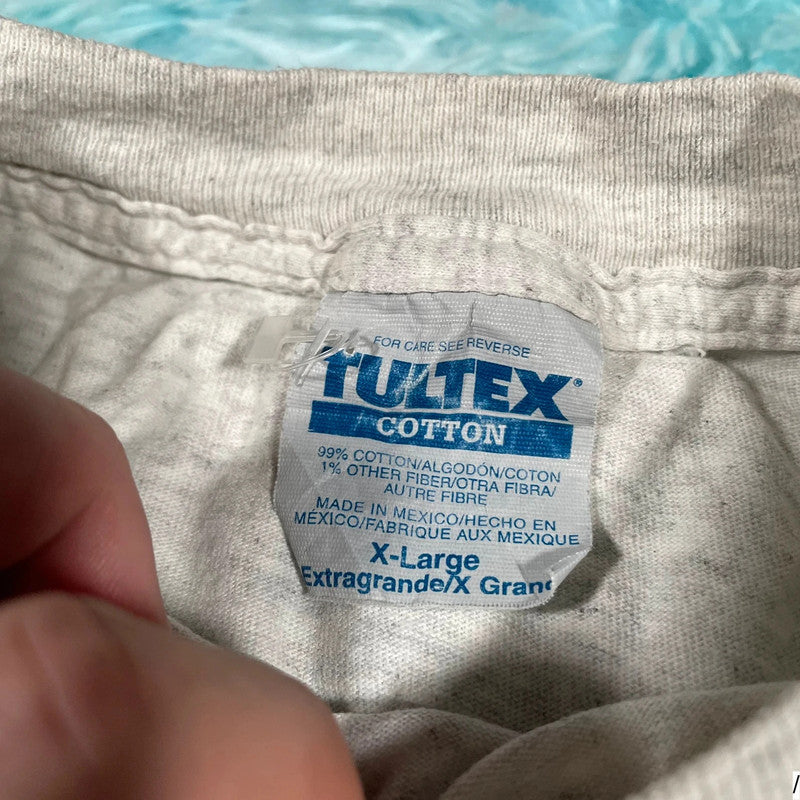 FOR CARE SEE REVERSE
TULTEX®
COTTON
99% COTTON/ALGODÓN/COTON
1% OTHER FIBER/OTRA FIBRA/
AUTRE FIBRE
MADE IN MEXICO/HECHO EN
MÉXICO/FABRIQUE AUX MEXIQUE
X-Large
Extragrande/X Grand